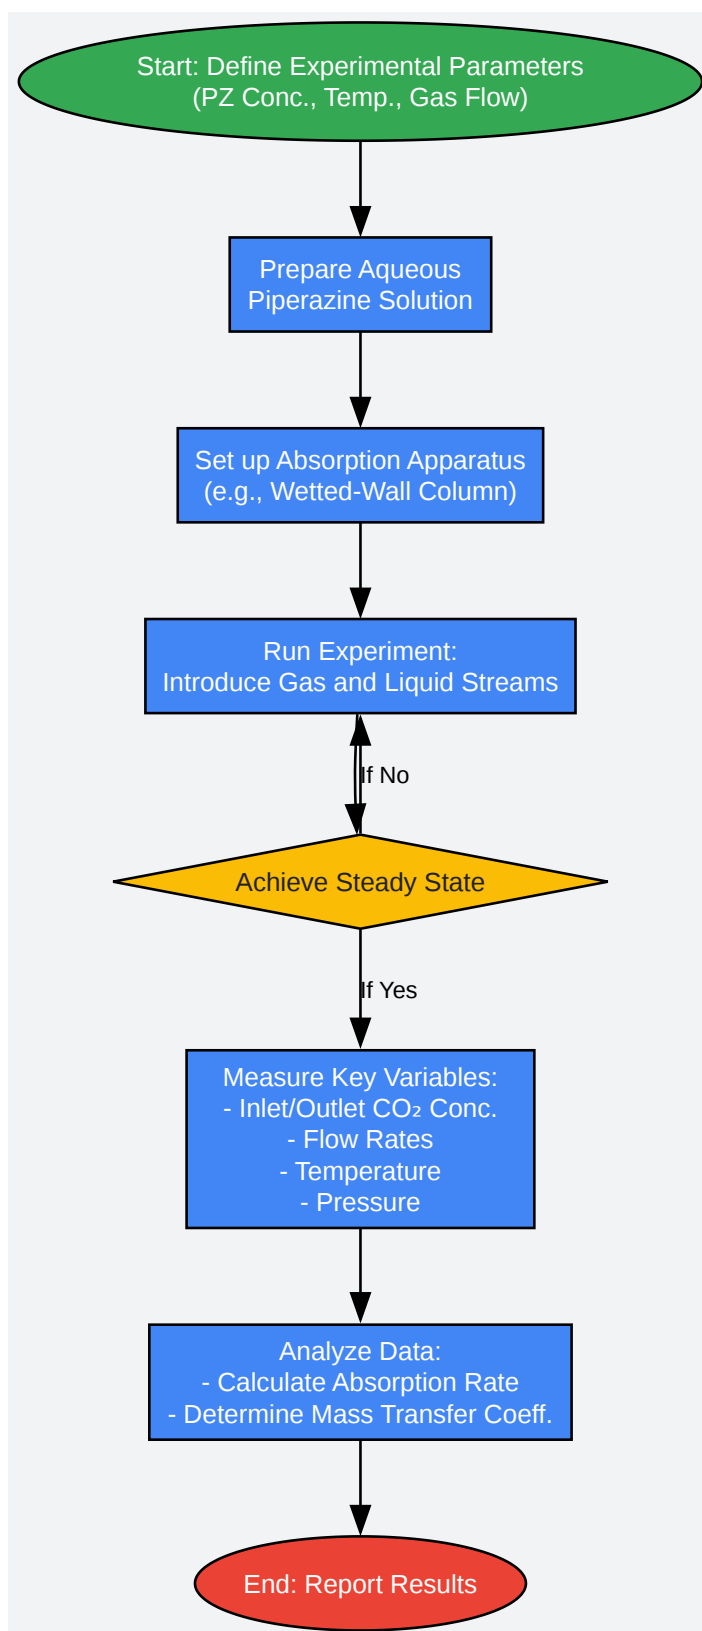 Start: Define Experimental Parameters
(PZ Conc., Temp., Gas Flow)
Prepare Aqueous
Piperazine Solution
Set up Absorption Apparatus
(e.g., Wetted-Wall Column)
Run Experiment:
Introduce Gas and Liquid Streams
If No
Achieve Steady State
If Yes
Measure Key Variables:
- Inlet/Outlet CO₂ Conc.
- Flow Rates
- Temperature
- Pressure
Analyze Data:
- Calculate Absorption Rate
- Determine Mass Transfer Coeff.
End: Report Results